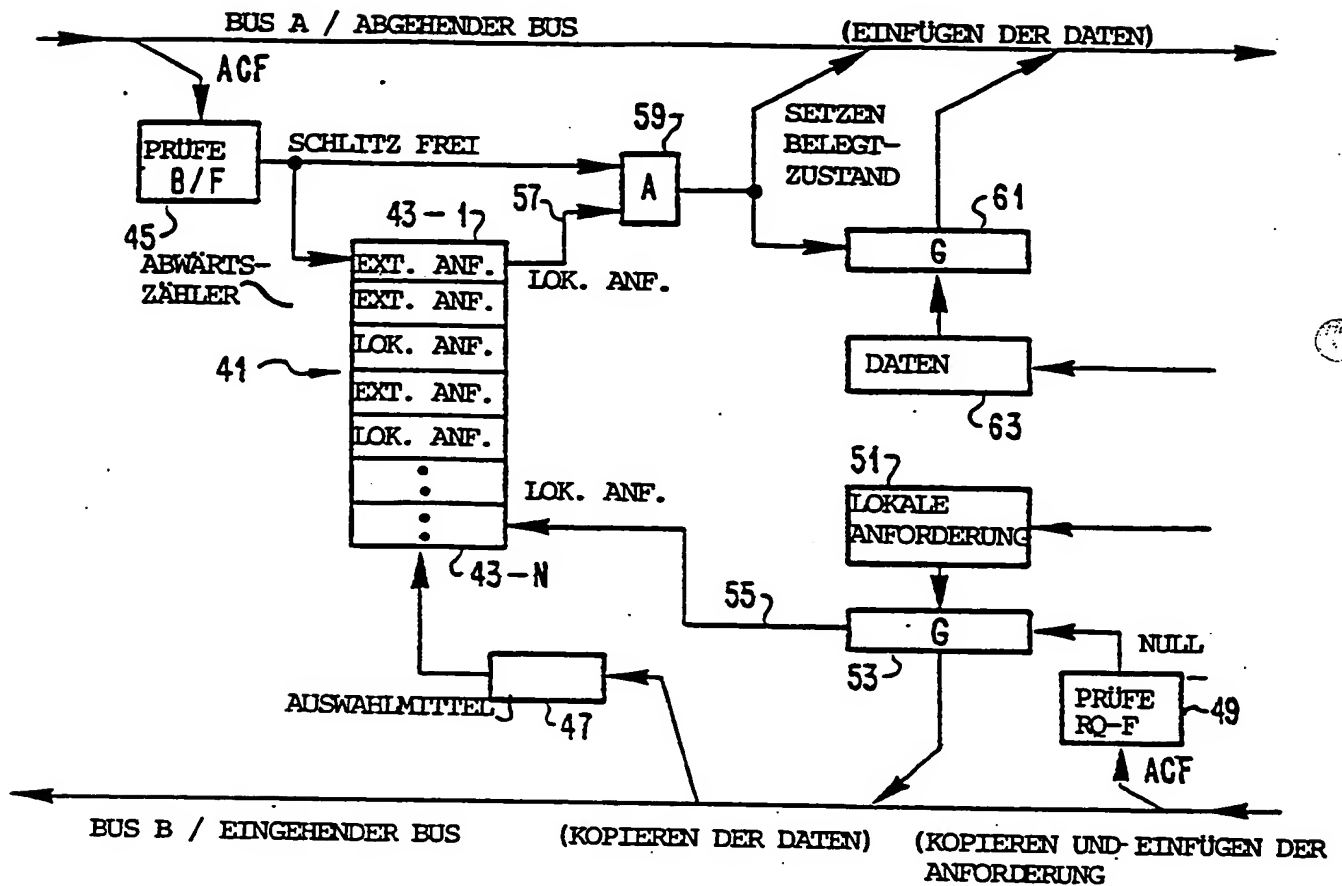 BUS A / ABGEHENDER BUS
(EINFÜGEN DER DATEN)
ACF
59
SETZEN
BELEGT-
ZUSTAND
PRÜFE
B/F
SCHLITZ FREI
A
57
45
43-1
61
ABWÄRTS-
ZÄHLER
EXT. ANF.
LOK. ANF.
G
EXT. ANF.
LOK. ANF.
41
EXT. ANF.
DATEN
LOK. ANF.
63
51
LOK. ANF.
LOKALE
ANFORDERUNG
43-N
55
G
NULL
53
AUSWAHLMITTEL
47
PRÜFE
RQ-F
49
ACF
BUS B / EINGEHENDER BUS
(KOPIEREN DER DATEN)
(KOPIEREN UND-EINFÜGEN DER
ANFORDERUNG